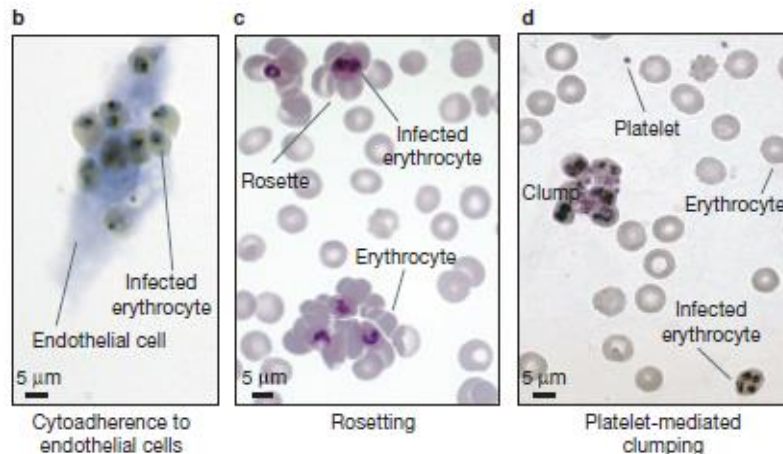 b
c
d
Infected
erythrocyte
Endothelial cell
5 μm
Infected
erythrocyte
Rosette
Erythrocyte
5 μm
Platelet
Clump
Erythrocyte
Infected
erythrocyte
5 μm
Cytoadherence to
endothelial cells
Rosetting
Platelet-mediated
clumping